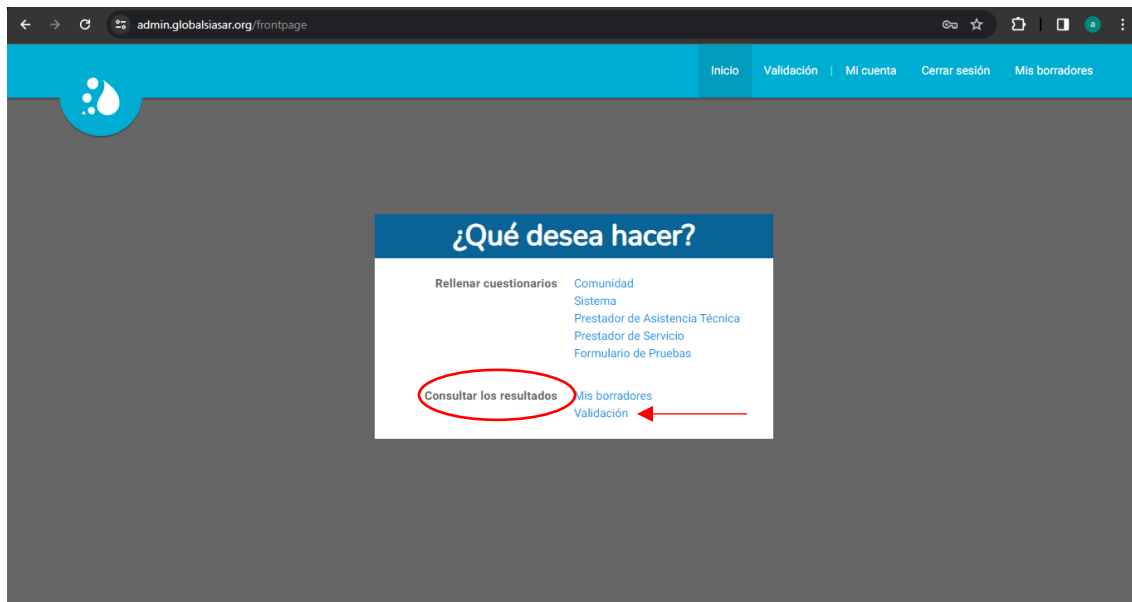 admin.globalsiasar.org/frontpage
a
Inicio Validación | Mi cuenta Cerrar sesión Mis borradores
¿Qué desea hacer?
Rellenar cuestionarios Comunidad
Sistema
Prestador de Asistencia Técnica
Prestador de Servicio
Formulario de Pruebas
Consultar los resultados Mis borradores
Validación